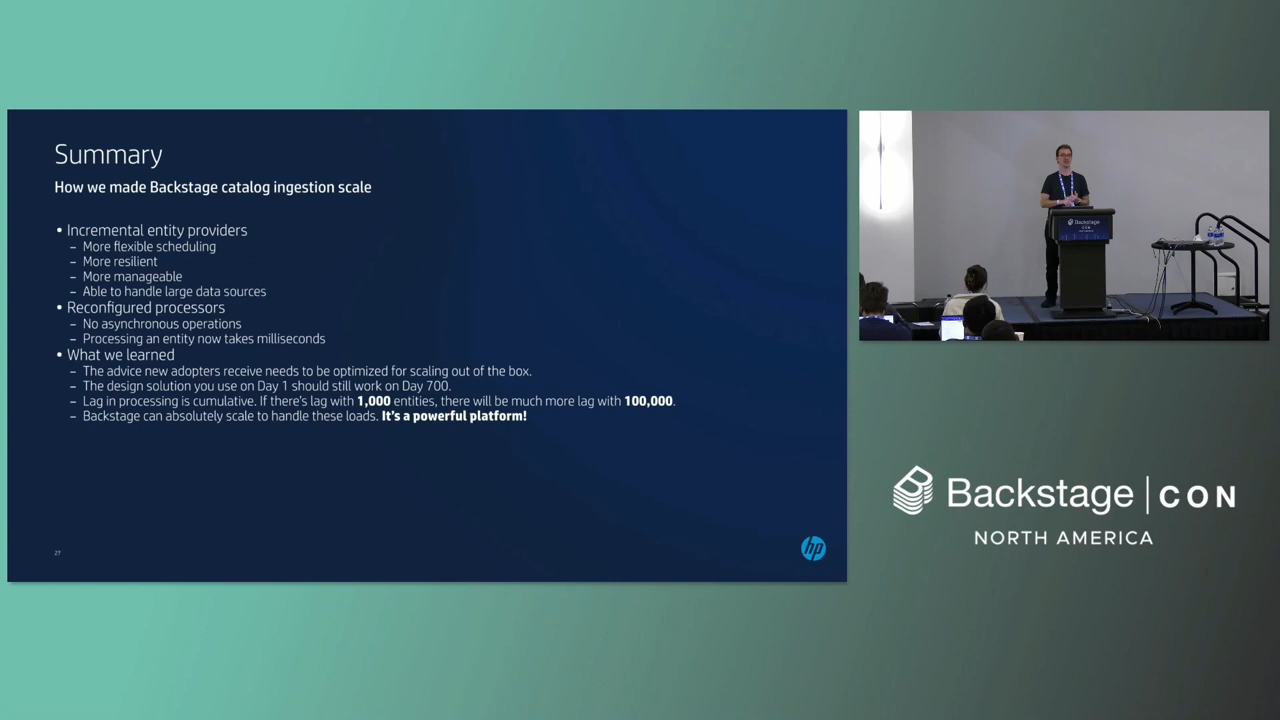 Summary
How we made Backstage catalog ingestion scale
• Incremental entity providers
– More flexible scheduling
– More resilient
– More manageable
– Able to handle large data sources
• Reconfigured processors
– No asynchronous operations
– Processing an entity now takes milliseconds
• What we learned
– The advice new adopters receive needs to be optimized for scaling out of the box.
– The design solution you use on Day 1 should still work on Day 700.
– Lag in processing is cumulative. If there's lag with 1,000 entities, there will be much more lag with 100,000.
– Backstage can absolutely scale to handle these loads. It's a powerful platform!
27
hp
Backstage
CON
Backstage | CON
NORTH AMERICA